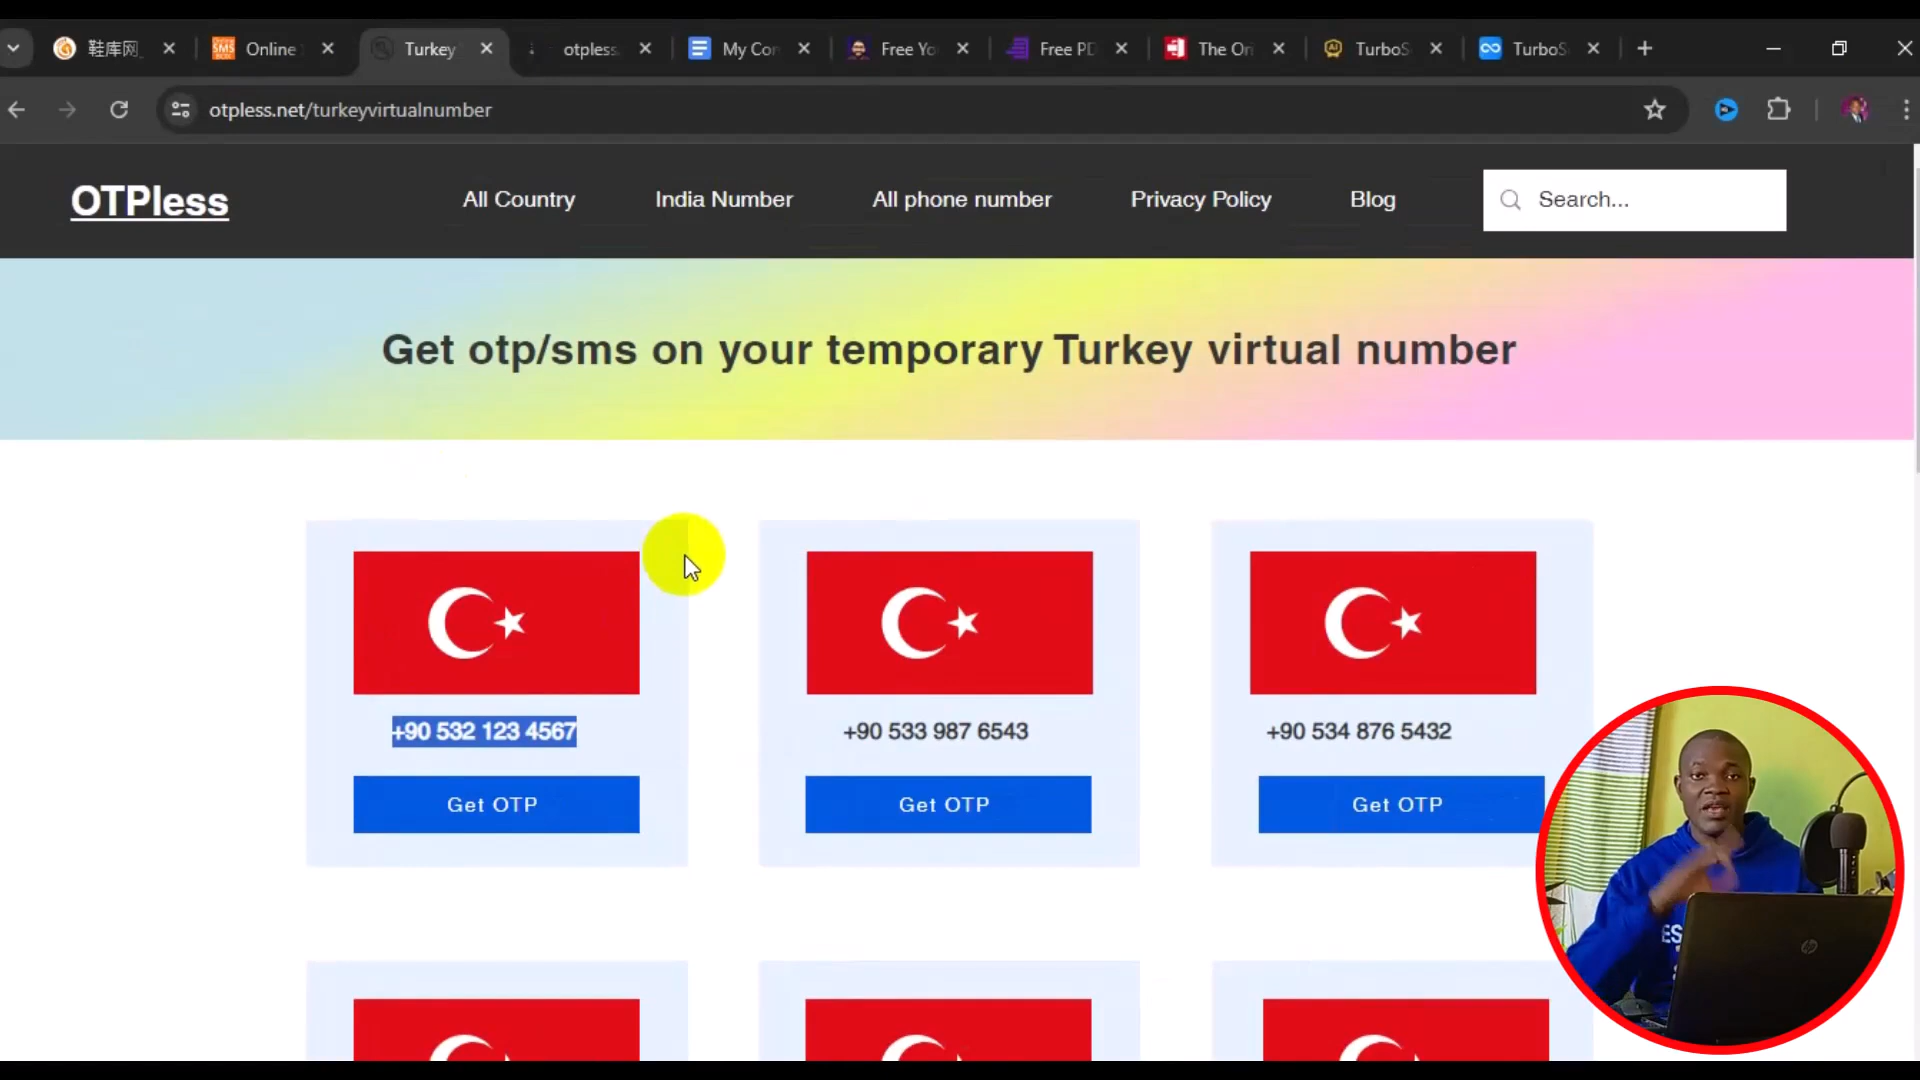 鞋库网
Online
Turkey
otpless.
My Con
Free Yo
Free PD
The On
TurboS
TurboS
otpless.net/turkeyvirtualnumber
OTPless
All Country
India Number
All phone number
Privacy Policy
Blog
Search...
Get otp/sms on your temporary Turkey virtual number
+90 532 123 4567
+90 533 987 6543
+90 534 876 5432
Get OTP
Get OTP
Get OTP
ES
hp